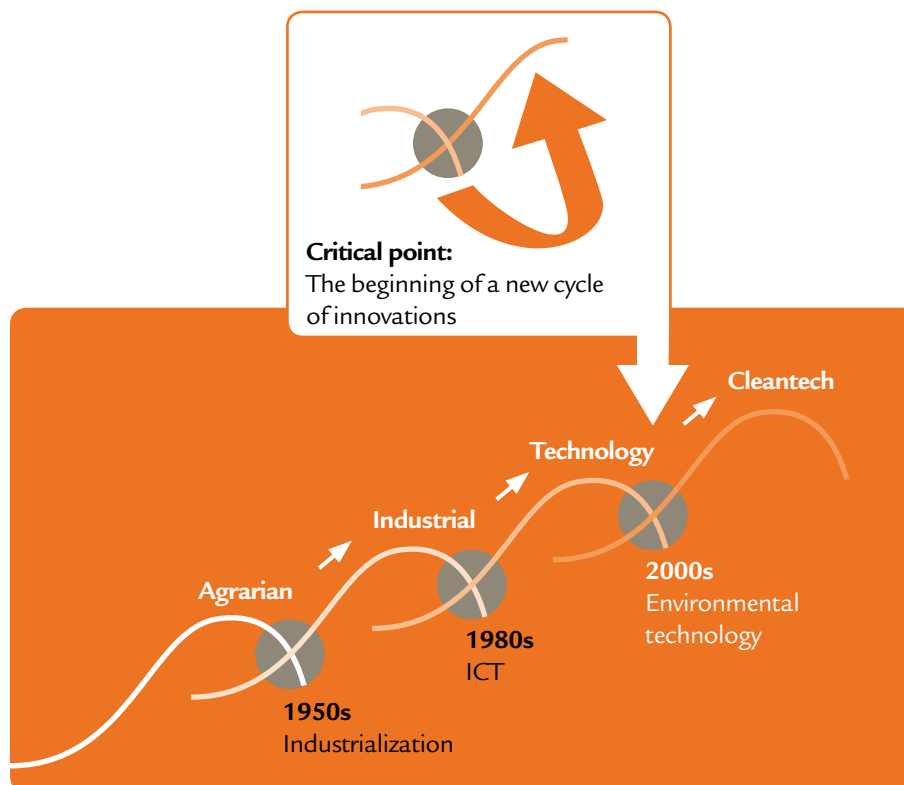 Critical point:
The beginning of a new cycle
of innovations
Cleantech
Technology
Industrial
Agrarian
2000s
Environmental
technology
1980s
ICT
1950s
Industrialization